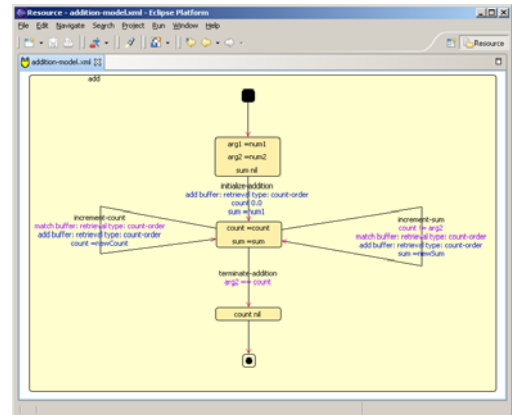 Resource - addition-model.xml - Eclipse Platform
File Edit Navigate Search Project Run Window Help
Resource
addition-model.xml
add
arg1 =num1
arg2 =num2
sum nil
initialize-addition
add buffer: retrieval type: count-order
count 0.0
sum =num1
count =count
sum =sum
increment-count
match buffer: retrieval type: count-order
add buffer: retrieval type: count-order
count =newCount
increment-sum
count != arg2
match buffer: retrieval type: count-order
add buffer: retrieval type: count-order
sum =newSum
terminate-addition
arg2 == count
count nil